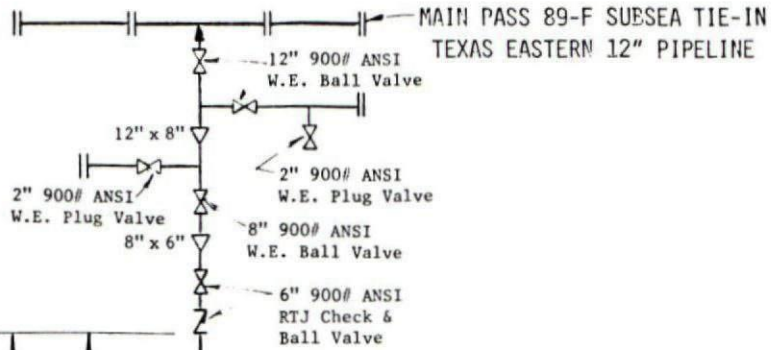 MAIN PASS 89-F SUBSEA TIE-IN
TEXAS EASTERN 12" PIPELINE
12" 900# ANSI
W.E. Ball Valve
12" x 8"
2" 900# ANSI
W.E. Plug Valve
2" 900# ANSI
W.E. Plug Valve
8" 900# ANSI
W.E. Ball Valve
8" x 6"
6" 900# ANSI
RTJ Check &
Ball Valve